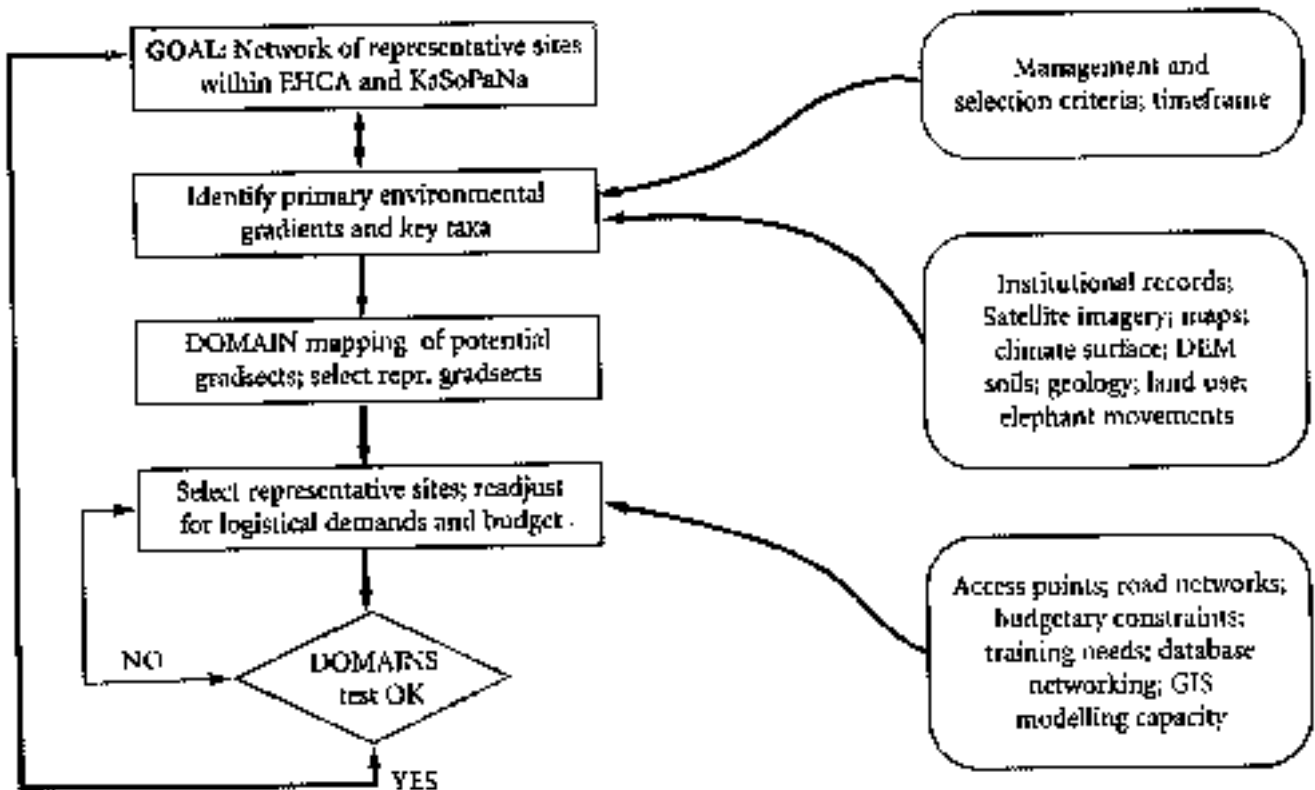 GOAL: Network of representative sites
within EHCA and KaSoPaNa
Identify primary environmental
gradients and key taxa
DOMAIN mapping of potential
gradsects; select repr. gradsects
Select representative sites; readjust
for logistical demands and budget.
NO
DOMAINS
test OK
YES
Management and
selection criteria; timeframe
Institutional records;
Satellite imagery; maps;
climate surface; DEM
soils; geology; land use;
elephant movements
Access points; road networks;
budgetary constraints;
training needs; database
networking; GIS
modelling capacity